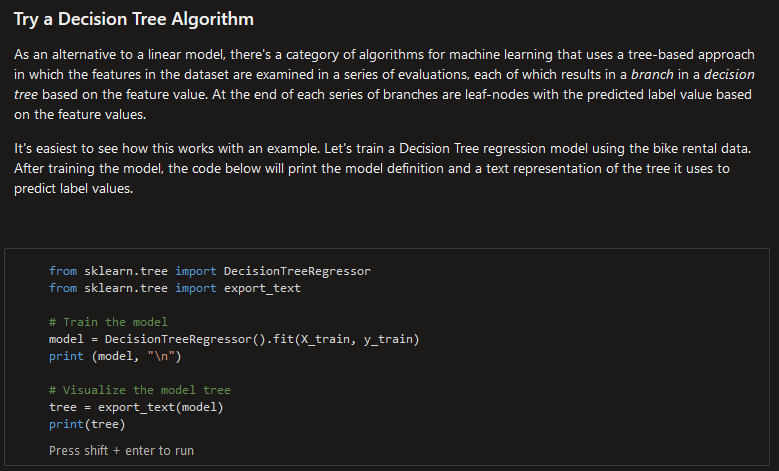 Try a Decision Tree Algorithm
As an alternative to a linear model, there's a category of algorithms for machine learning that uses a tree-based approach
in which the features in the dataset are examined in a series of evaluations, each of which results in a branch in a decision
tree based on the feature value. At the end of each series of branches are leaf-nodes with the predicted label value based
on the feature values.
It's easiest to see how this works with an example. Let's train a Decision Tree regression model using the bike rental data.
After training the model, the code below will print the model definition and a text representation of the tree it uses to
predict label values.
from sklearn.tree import DecisionTreeRegressor
from sklearn.tree import export_text
# Train the model
model = DecisionTreeRegressor().fit(X_train, y_train)
print (model, "\n")
# Visualize the model tree
tree = export_text(model)
print(tree)
Press shift + enter to run